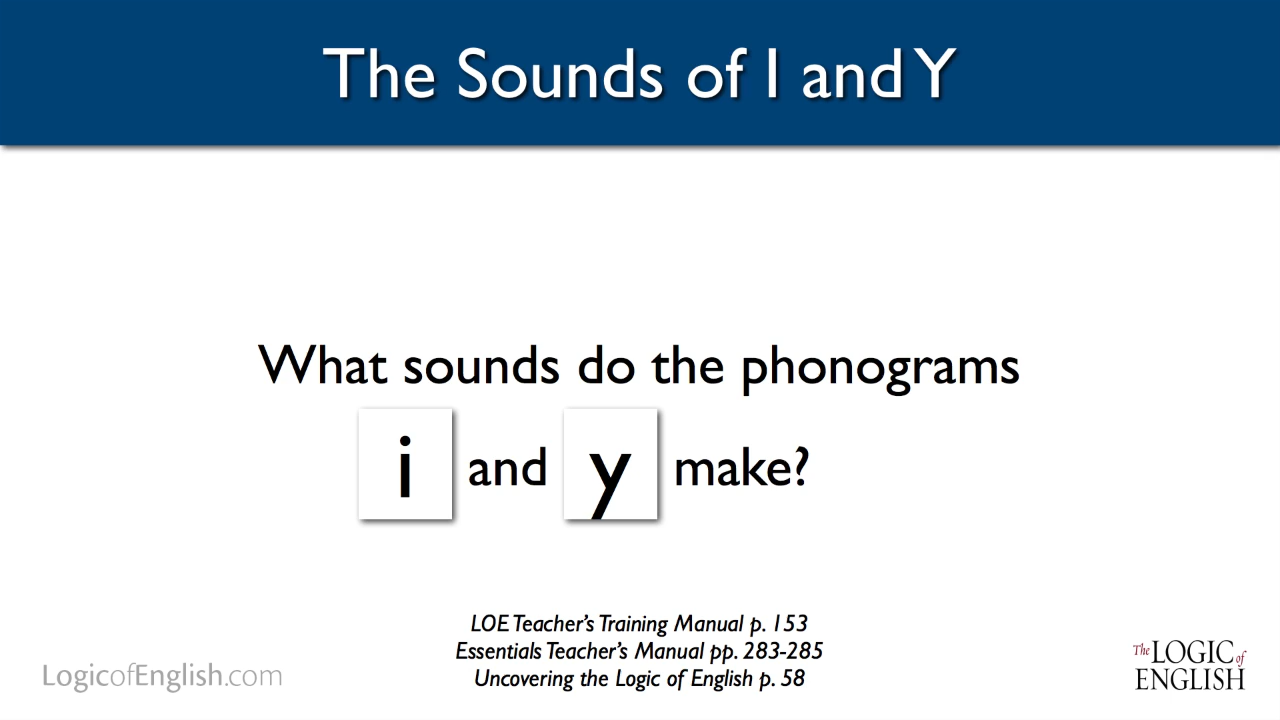 The Sounds of I and Y
What sounds do the phonograms
i and y make?
LOE Teacher's Training Manual p. 153
Essentials Teacher's Manual pp. 283-285
Uncovering the Logic of English p. 58
LogicofEnglish.com
The LOGIC of
ENGLISH